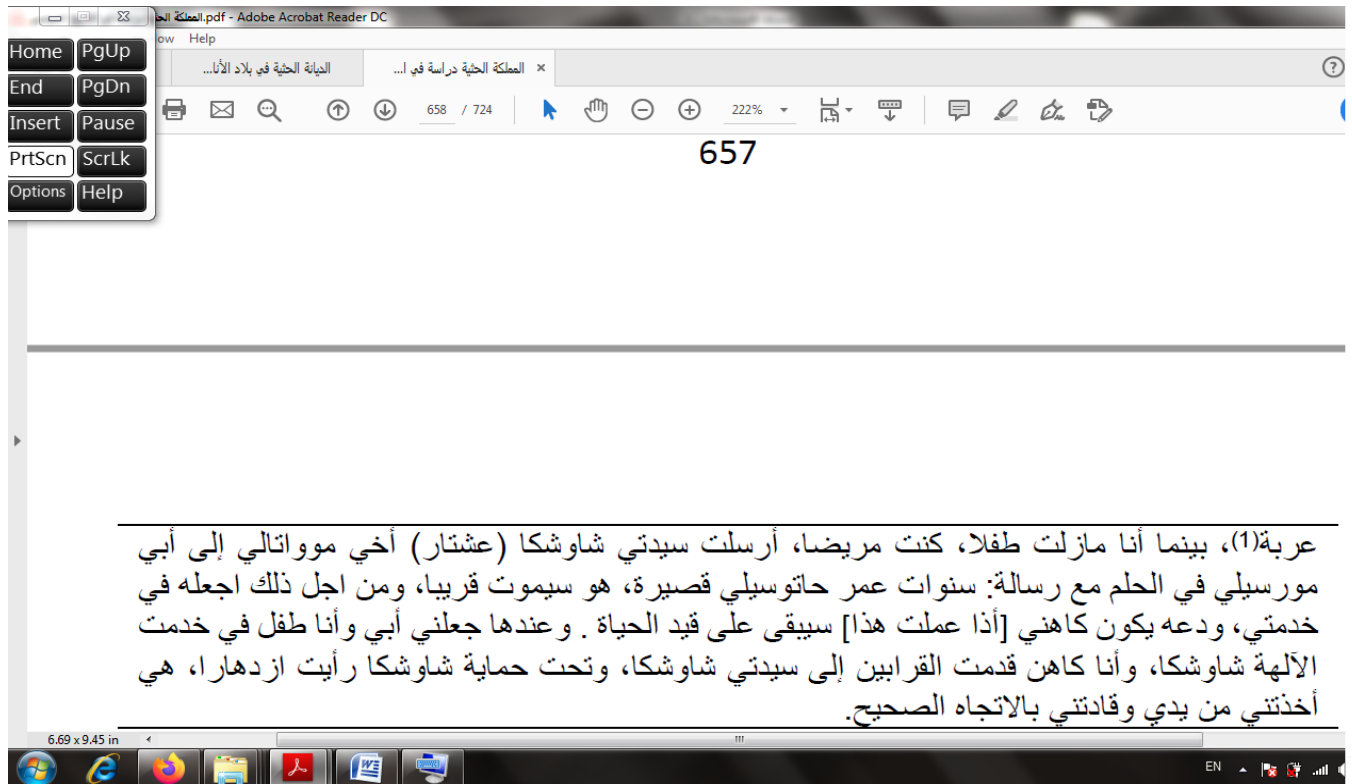 المملكة الح.pdf - Adobe Acrobat Reader DC
ow Help
Home PgUp
End PgDn
Insert Pause
PrtScn ScrLk
Options Help
الديانة الحثية في بلاد الأنا...
المملكة الحثية دراسة في ا... ×
658 / 724
222%
657
عربة(1)، بينما أنا مازلت طفلا، كنت مريضا، أرسلت سيدتي شاوشكا (عشتار) أخي موواتالي إلى أبي
مورسيلي في الحلم مع رسالة: سنوات عمر حاتوسيلي قصيرة، هو سيموت قريبا، ومن اجل ذلك اجعله في
خدمتي، ودعه يكون كاهني [أذا عملت هذا] سيبقى على قيد الحياة . وعندها جعلني أبي وأنا طفل في خدمت
الآلهة شاوشكا، وأنا كاهن قدمت القرابين إلى سيدتي شاوشكا، وتحت حماية شاوشكا رأيت ازدهارا، هي
أخذتني من يدي وقادتني بالاتجاه الصحيح.
6.69 x 9.45 in
EN